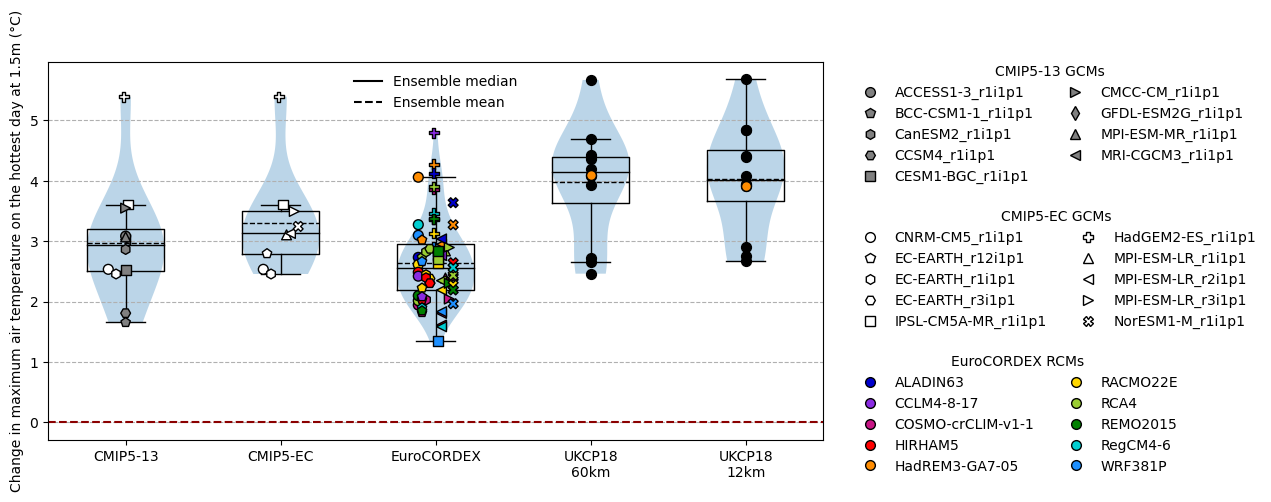 Change in maximum air temperature on the hottest day at 1.5m (°C)
5
4
3
2
1
0
Ensemble median
Ensemble mean
CMIP5-13
CMIP5-EC
EuroCORDEX
UKCP18
60km
UKCP18
12km
CMIP5-13 GCMs
ACCESS1-3_r1i1p1
BCC-CSM1-1_r1i1p1
CanESM2_r1i1p1
CCSM4_r1i1p1
CESM1-BGC_r1i1p1
CMCC-CM_r1i1p1
GFDL-ESM2G_r1i1p1
MPI-ESM-MR_r1i1p1
MRI-CGCM3_r1i1p1
CMIP5-EC GCMs
CNRM-CM5_r1i1p1
EC-EARTH_r12i1p1
EC-EARTH_r1i1p1
EC-EARTH_r3i1p1
IPSL-CM5A-MR_r1i1p1
HadGEM2-ES_r1i1p1
MPI-ESM-LR_r1i1p1
MPI-ESM-LR_r2i1p1
MPI-ESM-LR_r3i1p1
NorESM1-M_r1i1p1
EuroCORDEX RCMs
ALADIN63
CCLM4-8-17
COSMO-crCLIM-v1-1
HIRHAM5
HadREM3-GA7-05
RACMO22E
RCA4
REMO2015
RegCM4-6
WRF381P